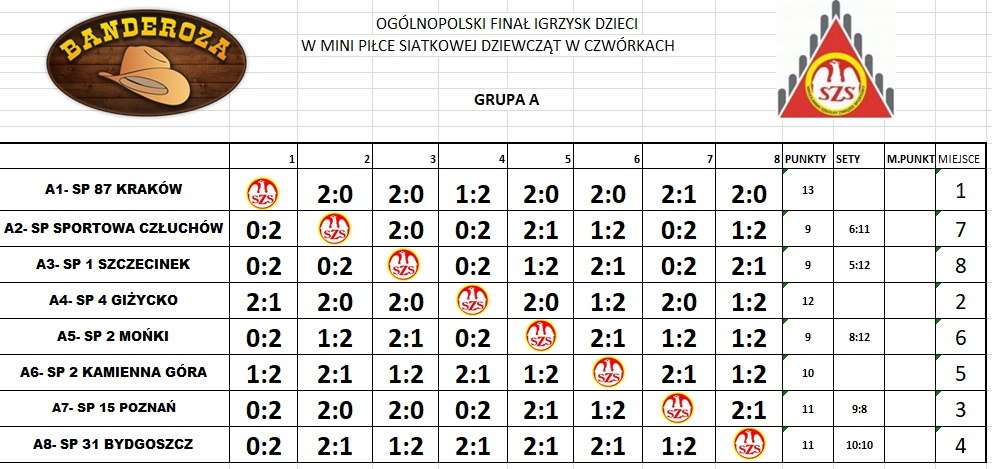 BANDEROZA
OGÓLNOPOLSKI FINAŁ IGRZYSK DZIECI
W MINI PIŁCE SIATKOWEJ DZIEWCZĄT W CZWÓRKACH
GRUPA A
SZS
1 2 3 4 5 6 7 8 PUNKTY SETY M.PUNKT MIEJSCE
A1- SP 87 KRAKÓW SZS 2:0 2:0 1:2 2:0 2:0 2:1 2:0 13 1
A2- SP SPORTOWA CZŁUCHÓW 0:2 SZS 2:0 0:2 2:1 1:2 0:2 1:2 9 6:11 7
A3- SP 1 SZCZECINEK 0:2 0:2 SZS 0:2 1:2 2:1 0:2 2:1 9 5:12 8
A4- SP 4 GIŻYCKO 2:1 2:0 2:0 SZS 2:0 1:2 2:0 1:2 12 2
A5- SP 2 MOŃKI 0:2 1:2 2:1 0:2 SZS 2:1 1:2 1:2 9 8:12 6
A6- SP 2 KAMIENNA GÓRA 1:2 2:1 1:2 2:1 1:2 SZS 2:1 1:2 10 5
A7- SP 15 POZNAŃ 0:2 2:0 2:0 0:2 2:1 1:2 SZS 2:1 11 9:8 3
A8- SP 31 BYDGOSZCZ 0:2 2:1 1:2 2:1 2:1 2:1 1:2 SZS 11 10:10 4